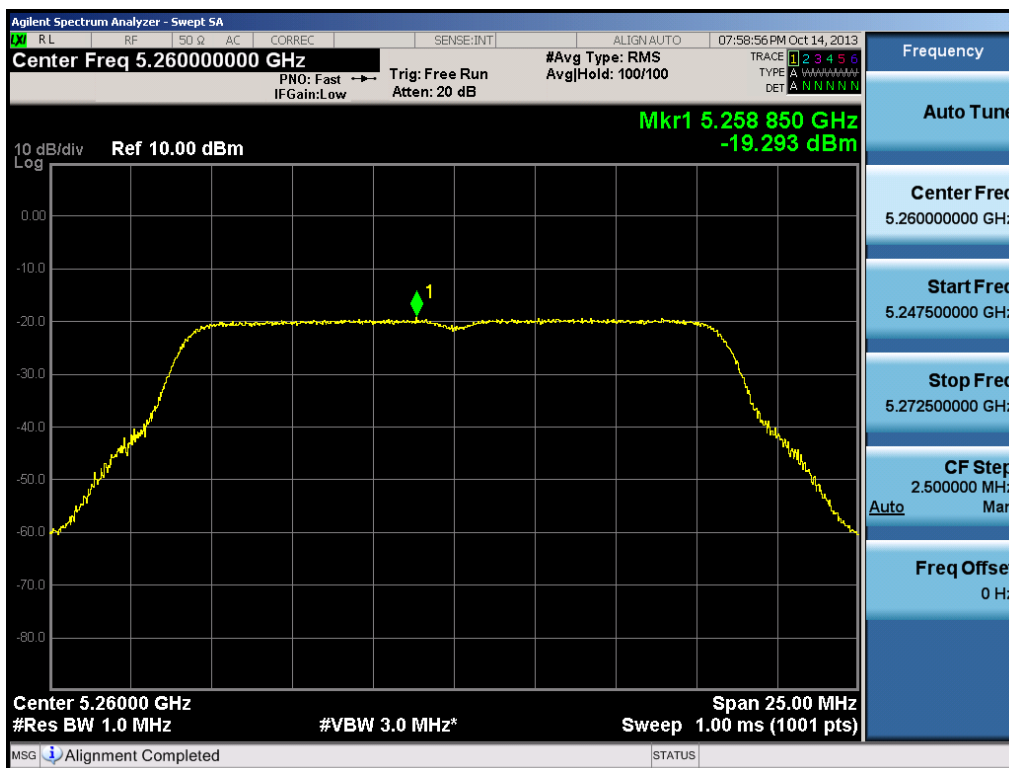 Agilent Spectrum Analyzer - Swept SA
LXI RL RF 50 Ω AC CORREC SENSE:INT ALIGNAUTO 07:58:56 PM Oct 14, 2013
Center Freq 5.260000000 GHz
PNO: Fast
IFGain:Low
Trig: Free Run
Atten: 20 dB
#Avg Type: RMS
Avg|Hold: 100/100
TRACE 1 2 3 4 5 6
TYPE A WWWWW
DET A N N N N N
Mkr1 5.258 850 GHz
-19.293 dBm
10 dB/div Ref 10.00 dBm
Log
0.00
-10.0
1
-20.0
-30.0
-40.0
-50.0
-60.0
-70.0
-80.0
Center 5.26000 GHz Span 25.00 MHz
#Res BW 1.0 MHz #VBW 3.0 MHz* Sweep 1.00 ms (1001 pts)
MSG Alignment Completed STATUS
Frequency
Auto Tune
Center Freq
5.260000000 GHz
Start Freq
5.247500000 GHz
Stop Freq
5.272500000 GHz
CF Step
2.500000 MHz
Auto Man
Freq Offset
0 Hz